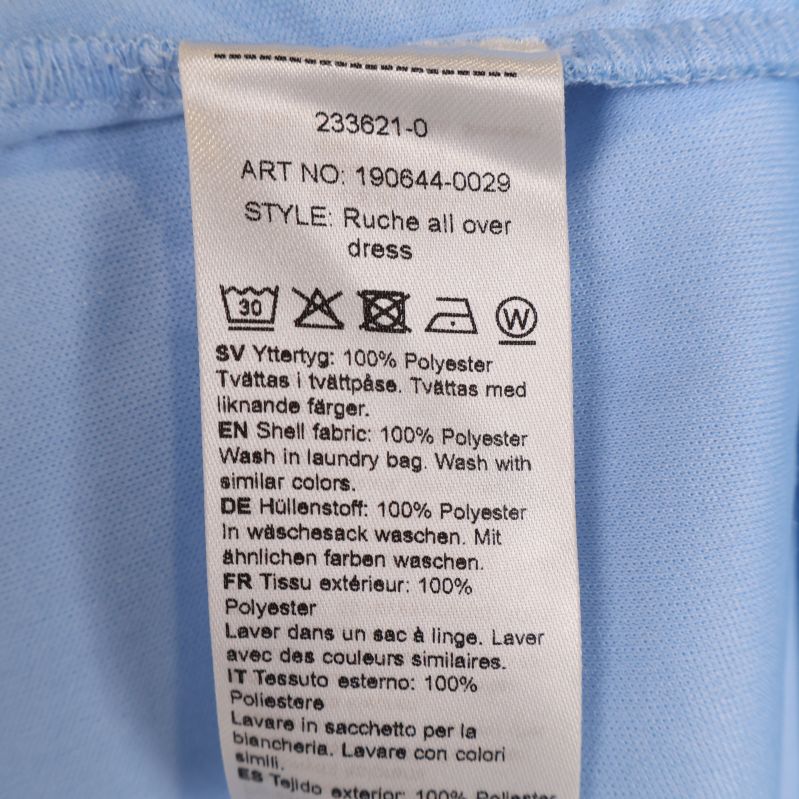 233621-0
ART NO: 190644-0029
STYLE: Ruche all over
dress
30
W
SV Yttertyg: 100% Polyester
Tvättas i tvättpåse. Tvättas med
liknande färger.
EN Shell fabric: 100% Polyester
Wash in laundry bag. Wash with
similar colors.
DE Hüllenstoff: 100% Polyester
In wäschesack waschen. Mit
ähnlichen farben waschen.
FR Tissu extérieur: 100%
Polyester
Laver dans un sac à linge. Laver
avec des couleurs similaires.
IT Tessuto esterno: 100%
Poliestere
Lavare in sacchetto per la
biancheria. Lavare con colori
simili.
ES Tejido exterior: 100% Poliester